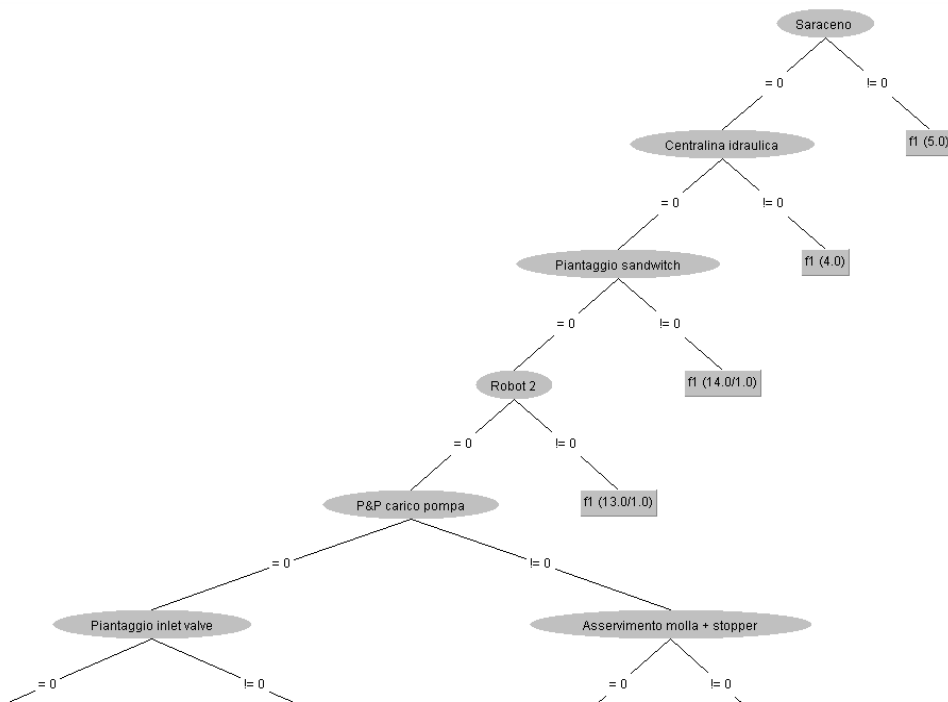 Saraceno
= 0
!= 0
Centralina idraulica
f1 (5.0)
= 0
!= 0
Piantaggio sandwitch
f1 (4.0)
= 0
!= 0
Robot 2
f1 (14.0/1.0)
= 0
!= 0
P&P carico pompa
f1 (13.0/1.0)
= 0
!= 0
Piantaggio inlet valve
Asservimento molla + stopper
= 0
!= 0
= 0
!= 0